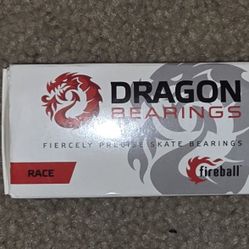 DRAGON
BEARINGS
FIERCELY PRECISE SKATE BEARINGS
RACE
fireball